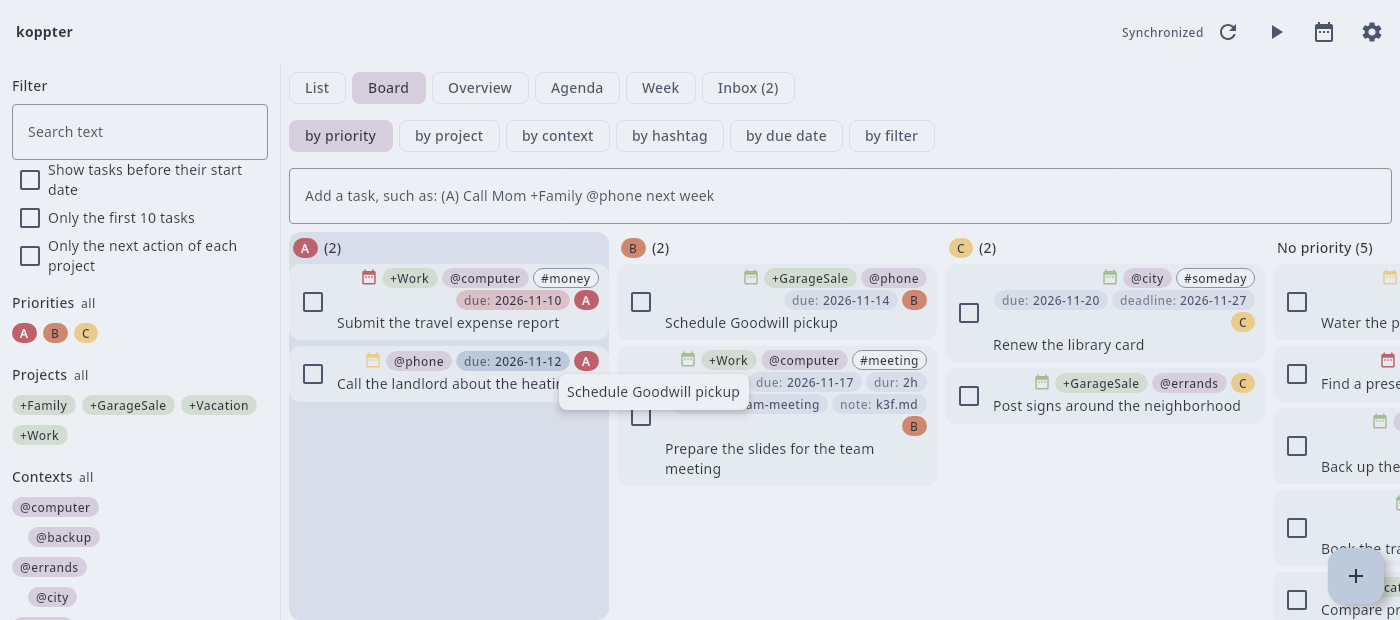 koppter
Synchronized
Filter
Search text
Show tasks before their start
date
Only the first 10 tasks
Only the next action of each
project
Priorities all
A B C
Projects all
+Family +GarageSale +Vacation
+Work
Contexts all
@computer
@backup
@errands
@city
List Board Overview Agenda Week Inbox (2)
by priority by project by context by hashtag by due date by filter
Add a task, such as: (A) Call Mom +Family @phone next week
A (2)
+Work @computer #money
due: 2026-11-10 A
Submit the travel expense report
@phone due: 2026-11-12 A
Call the landlord about the
Schedule Goodwill pickup
B (2)
+GarageSale @phone
due: 2026-11-14 B
Schedule Goodwill pickup
+Work @computer #meeting
due: 2026-11-17 dur: 2h
am-meeting note: k3f.md
B
Prepare the slides for the team
meeting
C (2)
@city #someday
due: 2026-11-20 deadline: 2026-11-27
C
Renew the library card
+GarageSale @errands C
Post signs around the neighborhood
No priority (5)
Water the
Find a
Back up the
Book the
Compare